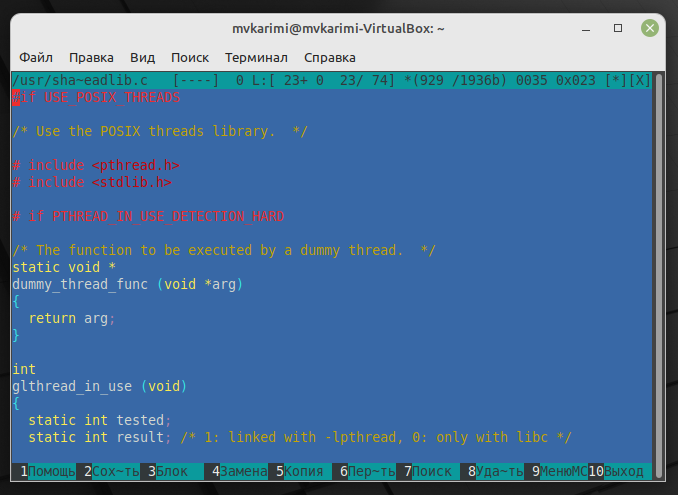 mvkarimi@mvkarimi-VirtualBox: ~
Файл Правка Вид Поиск Терминал Справка
/usr/sha~eadlib.c [----] 0 L:[ 23+ 0 23/ 74] *(929 /1936b) 0035 0x023 [*][X]
#if USE_POSIX_THREADS
/* Use the POSIX threads library. */
# include <pthread.h>
# include <stdlib.h>
# if PTHREAD_IN_USE_DETECTION_HARD
/* The function to be executed by a dummy thread. */
static void *
dummy_thread_func (void *arg)
{
return arg;
}
int
glthread_in_use (void)
{
static int tested;
static int result; /* 1: linked with -lpthread, 0: only with libc */
1Помощь 2Сох~ть 3Блок 4Замена 5Копия 6Пер~ть 7Поиск 8Уда~ть 9МенюMC 10Выход